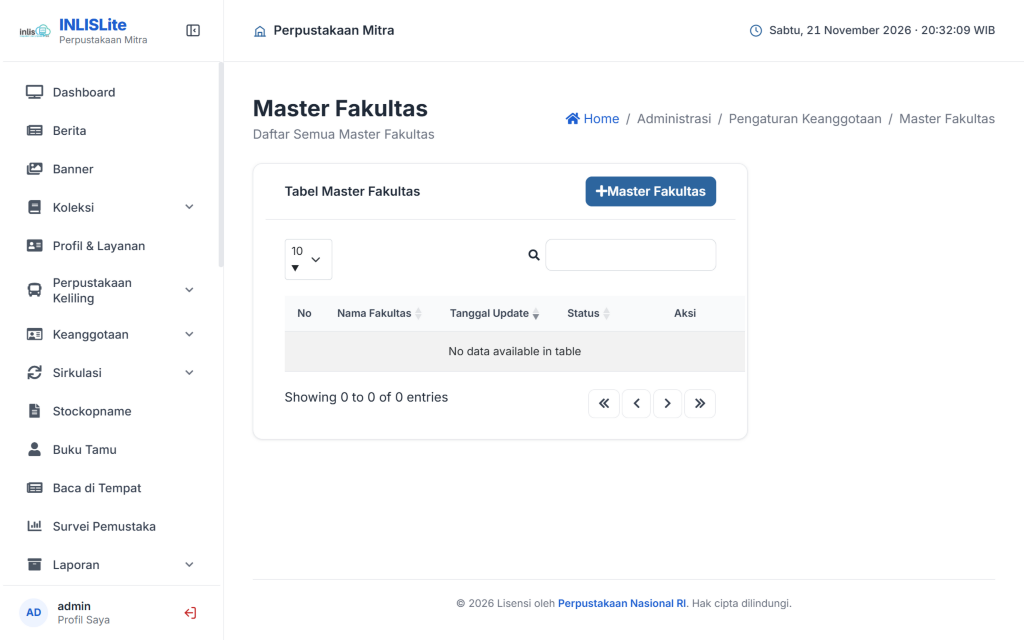 inlis
INLISLite
Perpustakaan Mitra
Perpustakaan Mitra
Sabtu, 21 November 2026 · 20:32:09 WIB
Dashboard
Berita
Banner
Koleksi
Profil & Layanan
Perpustakaan
Keliling
Keanggotaan
Sirkulasi
Stockopname
Buku Tamu
Baca di Tempat
Survei Pemustaka
Laporan
AD
admin
Profil Saya
Master Fakultas
Daftar Semua Master Fakultas
Home / Administrasi / Pengaturan Keanggotaan / Master Fakultas
Tabel Master Fakultas
+Master Fakultas
10
No Nama Fakultas Tanggal Update Status Aksi
No data available in table
Showing 0 to 0 of 0 entries
« ‹ › »
© 2026 Lisensi oleh Perpustakaan Nasional RI. Hak cipta dilindungi.